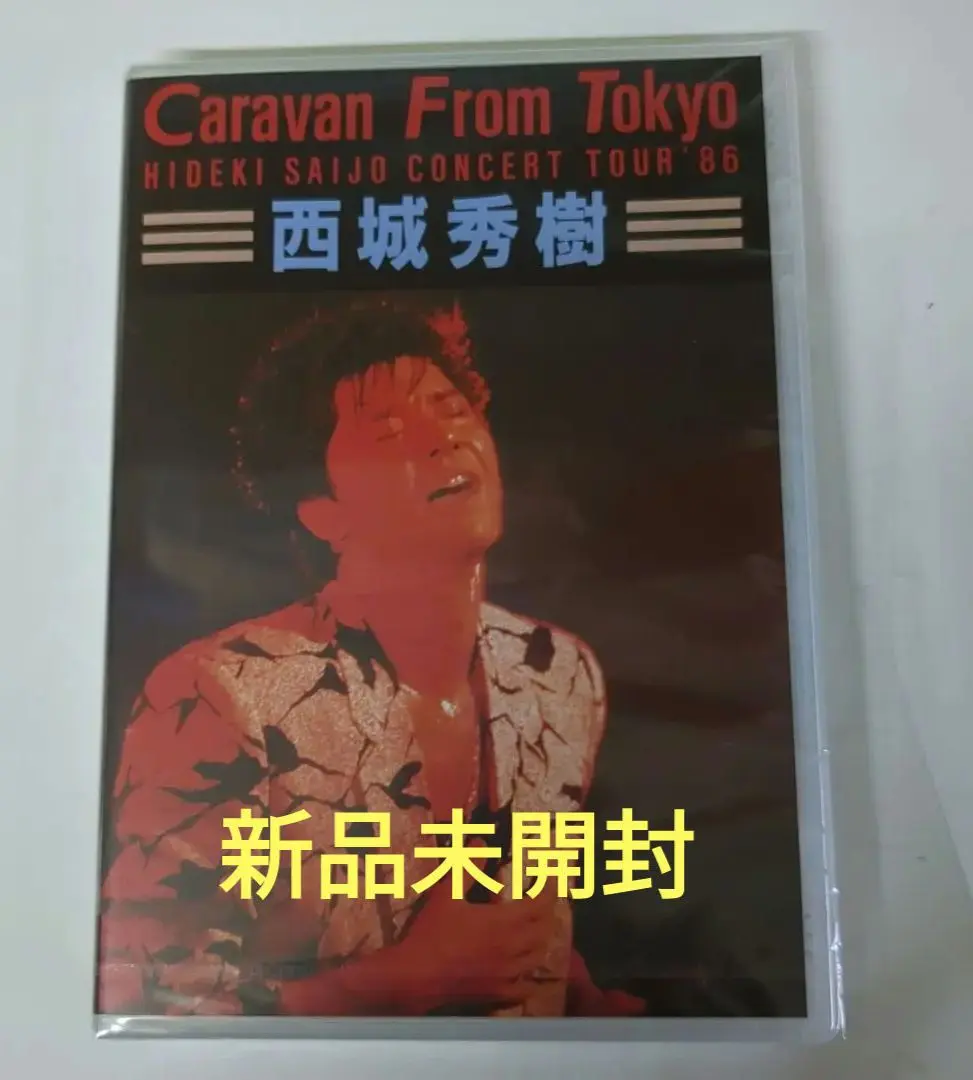 Caravan From Tokyo
HIDEKI SAIJO CONCERT TOUR '86
西城秀樹
新品未開封